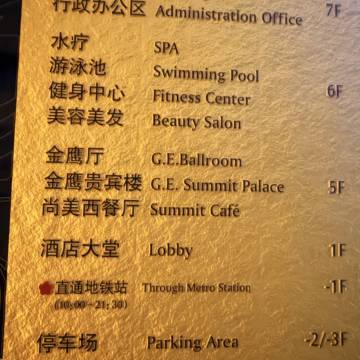 行政办公区 Administration Office 7F
水疗 SPA
游泳池 Swimming Pool
健身中心 Fitness Center 6F
美容美发 Beauty Salon
金鹰厅 G.E.Ballroom
金鹰贵宾楼 G.E. Summit Palace 5F
尚美西餐厅 Summit Café
酒店大堂 Lobby 1F
直通地铁站 Through Metro Station -1F
(10:00-21:30)
停车场 Parking Area -2/-3F